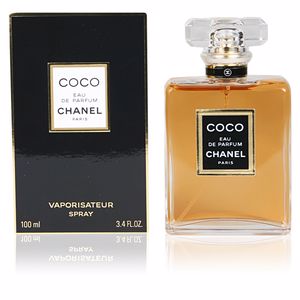 COCO
EAU
DE PARFUM
CHANEL
PARIS
VAPORISATEUR
SPRAY
100 ml
3.4 FL.OZ.
COCO
EAU
DE PARFUM
CHANEL
PARIS